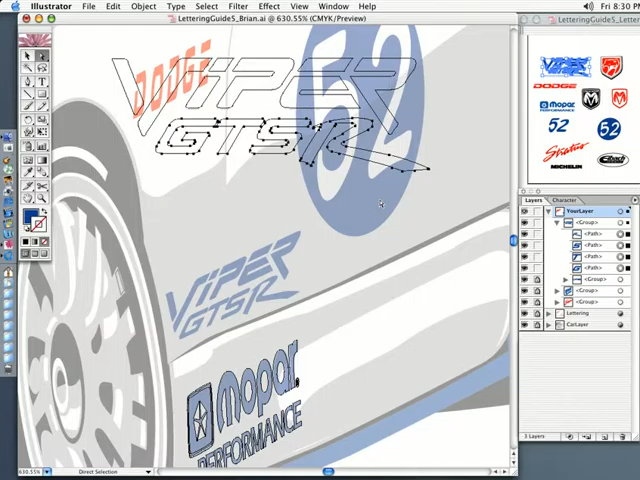 Illustrator File Edit Object Type Select Filter Effect View Window Help
Fri 8:30 PM
LetteringGuide5_Brian.ai @ 630.55% (CMYK/Preview)
DODGE
VIPER
GTSR
52
VIPER
GTSR
mopar
PERFORMANCE
VIPER
DODGE
Mopar
PERFORMANCE
52
52
Stratus
MICHELIN
Layers Character
YourLayer
<Group>
<Path>
<Path>
<Path>
<Path>
<Group>
<Group>
<Group>
Lettering
CarLayer
3 Layers
630.55% Direct Selection